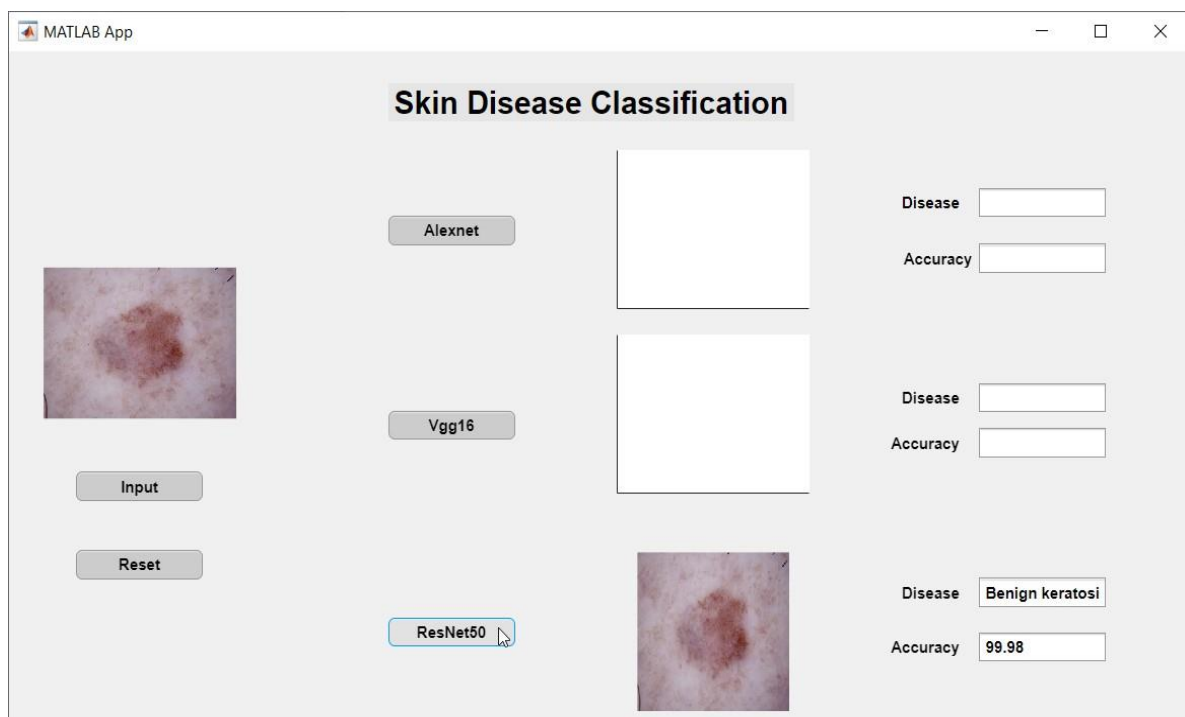 MATLAB App
Skin Disease Classification
Alexnet
Disease
Accuracy
Vgg16
Disease
Accuracy
Input
Reset
ResNet50
Disease Benign keratosi
Accuracy 99.98